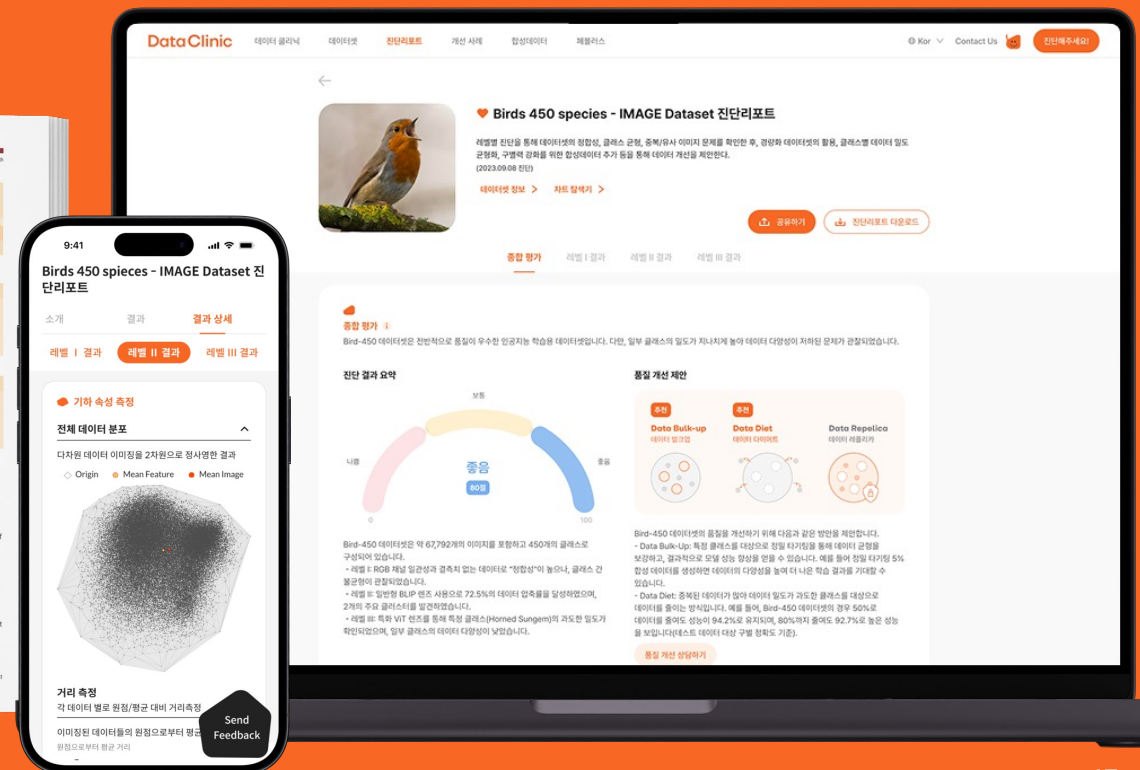 DataClinic
데이터 클리닉 데이터셋 진단리포트 개선 사례 합성데이터 페블러스
Kor Contact Us 진단해주세요!
Birds 450 species - IMAGE Dataset 진단리포트
레벨별 진단을 통해 데이터셋의 정합성, 클래스 균형, 중복/유사 이미지 문제를 확인한 후, 경량화 데이터셋의 활용, 클래스별 데이터 밀도
균형화, 구별력 강화를 위한 합성데이터 추가 등을 통해 데이터 개선을 제안한다.
(2023.09.08 진단)
데이터셋 정보 > 차트 탐색기 >
공유하기 진단리포트 다운로드
종합 평가 레벨 I 결과 레벨 II 결과 레벨 III 결과
종합 평가
Bird-450 데이터셋은 전반적으로 품질이 우수한 인공지능 학습용 데이터셋입니다. 다만, 일부 클래스의 밀도가 지나치게 높아 데이터 다양성이 저하된 문제가 관찰되었습니다.
진단 결과 요약
보통
나쁨
좋음
좋음
80점
0
100
Bird-450 데이터셋은 약 67,792개의 이미지를 포함하고 450개의 클래스로
구성되어 있습니다.
- 레벨 I: RGB 채널 일관성과 결측치 없는 데이터로 "정합성"이 높으나, 클래스 간
불균형이 관찰되었습니다.
- 레벨 II: 일반형 BLIP 렌즈 사용으로 72.5%의 데이터 압축률을 달성하였으며,
2개의 주요 클러스터를 발견하였습니다.
- 레벨 III: 특화 ViT 렌즈를 통해 특정 클래스(Horned Sungem)의 과도한 밀도가
확인되었으며, 일부 클래스의 데이터 다양성이 낮았습니다.
품질 개선 제안
추천
Data Bulk-up
데이터 벌크업
추천
Data Diet
데이터 다이어트
Data Repelica
데이터 레플리카
Bird-450 데이터셋의 품질을 개선하기 위해 다음과 같은 방안을 제안합니다.
- Data Bulk-Up: 특정 클래스를 대상으로 정밀 타기팅을 통해 데이터 균형을
보강하고, 결과적으로 모델 성능 향상을 얻을 수 있습니다. 예를 들어 정밀 타기팅 5%
합성 데이터를 생성하면 데이터의 다양성을 높여 더 나은 학습 결과를 기대할 수
있습니다.
- Data Diet: 중복된 데이터가 많아 데이터 밀도가 과도한 클래스를 대상으로
데이터를 줄이는 방식입니다. 예를 들어, Bird-450 데이터셋의 경우 50%로
데이터를 줄여도 성능이 94.2%로 유지되며, 80%까지 줄여도 92.7%로 높은 성능
을 보입니다(테스트 데이터 대상 구별 정확도 기준).
품질 개선 상담하기
9:41
Birds 450 spieces - IMAGE Dataset 진
단리포트
소개 결과 결과 상세
레벨 I 결과 레벨 II 결과 레벨 III 결과
기하 속성 측정
전체 데이터 분포
다차원 데이터 이미징을 2차원으로 정사영한 결과
Origin Mean Feature Mean Image
거리 측정
각 데이터 별로 원점/평균 대비 거리측정
이미징된 데이터들의 원점으로부터 평균
원점으로부터 평균 거리
Send
Feedback